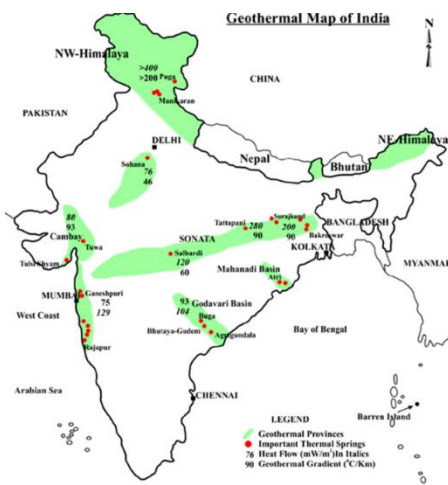 Geothermal Map of India
N
NW-Himalaya
>400
>200
Puga
Manikaran
CHINA
PAKISTAN
DELHI
Nepal
Bhutan
NE-Himalaya
Sohana
76
46
80
93
Cambay
Tuwa
Tattapani
280
90
Surajkund
200
90
BANGLADESH
Bakreswar
KOLKATA
SONATA
Salbardi
120
60
MYANMAR
Mahanadi Basin
Atri
MUMBAI
Ganeshpuri
75
129
West Coast
Rajapur
93
104
Godavari Basin
Buga
Bhutaya-Gudem
Agnigundala
Bay of Bengal
Arabian Sea
CHENNAI
Barren Island
LEGEND
Geothermal Provinces
Important Thermal Springs
76 Heat Flow (mW/m²)In Italics
90 Geothermal Gradient (⁰C/Km)